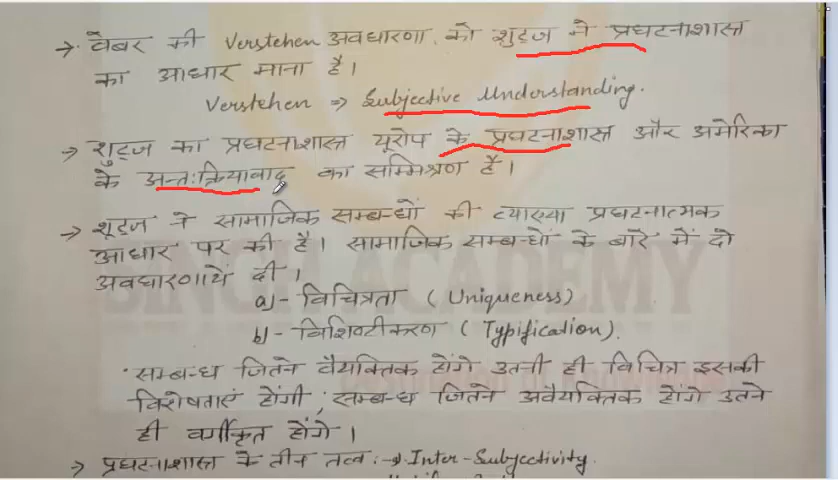 → वेबर की Verstehen अवधारणा को शुट्ज ने प्रघटनाशास्त्र
का आधार माना है।
Verstehen ⇒ Subjective Understanding.
→ शुट्ज का प्रघटनाशास्त्र यूरोप के प्रघटनाशास्त्र और अमेरिका
के अन्तःक्रियावाद का सम्मिश्रण है।
→ शुट्ज ने सामाजिक सम्बन्धों की व्याख्या प्रघटनात्मक
आधार पर की है। सामाजिक सम्बन्धों के बारे में दो
अवधारणायें दी।
a)- विचित्रता (Uniqueness)
b)- विशिष्टीकरण (Typification).
सम्बन्ध जितने वैयक्तिक होंगे उतनी ही विचित्र इसकी
विशेषताएं होंगी ; सम्बन्ध जितने अवैयक्तिक होंगे उतने
ही वर्गीकृत होंगे।
→ प्रघटनाशास्त्र के तीन तत्व :→ Inter-Subjectivity.
SINGH ACADEMY